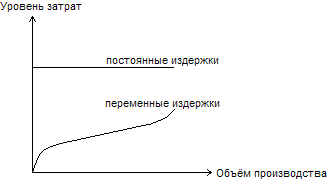 Уровень затрат
постоянные издержки
переменные издержки
Объём производства